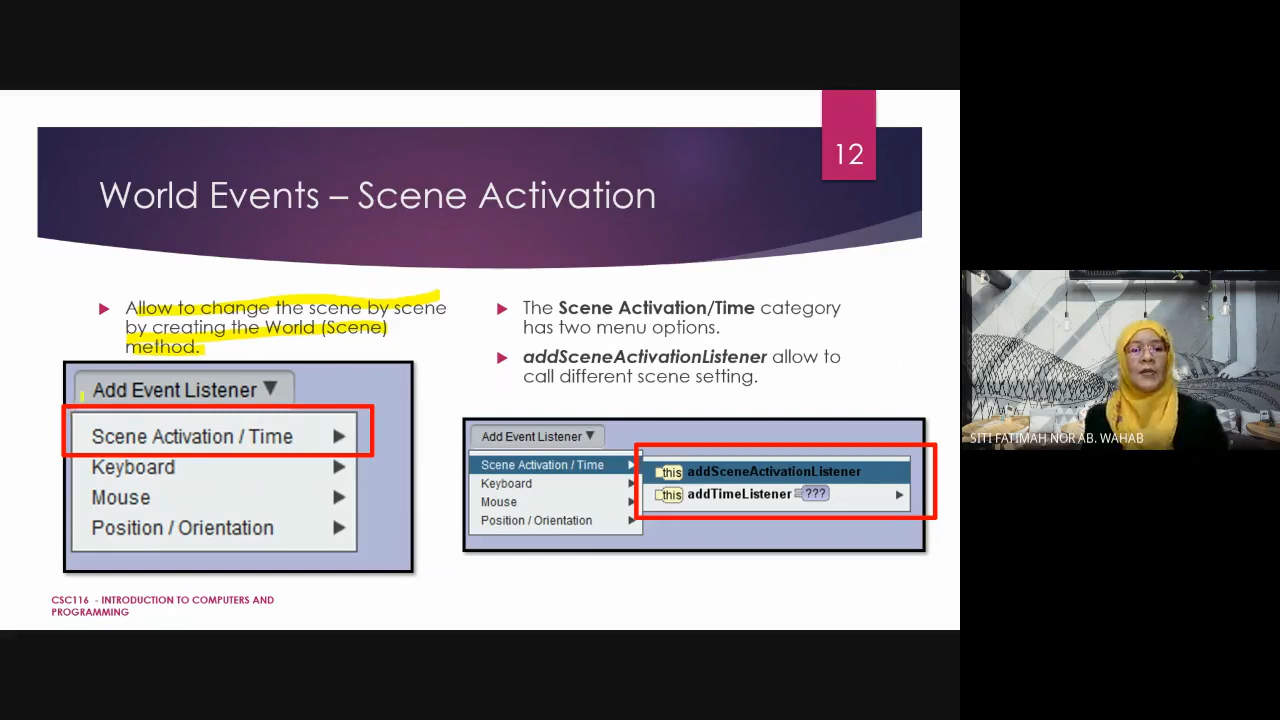 12
World Events – Scene Activation
Allow to change the scene by scene
by creating the World (Scene)
method.
Add Event Listener
Scene Activation / Time
Keyboard
Mouse
Position / Orientation
The Scene Activation/Time category
has two menu options.
addSceneActivationListener allow to
call different scene setting.
Add Event Listener
Scene Activation / Time
Keyboard
Mouse
Position / Orientation
this addSceneActivationListener
this addTimeListener ???
CSC116 - INTRODUCTION TO COMPUTERS AND
PROGRAMMING
SITI FATIMAH NOR AB. WAHAB